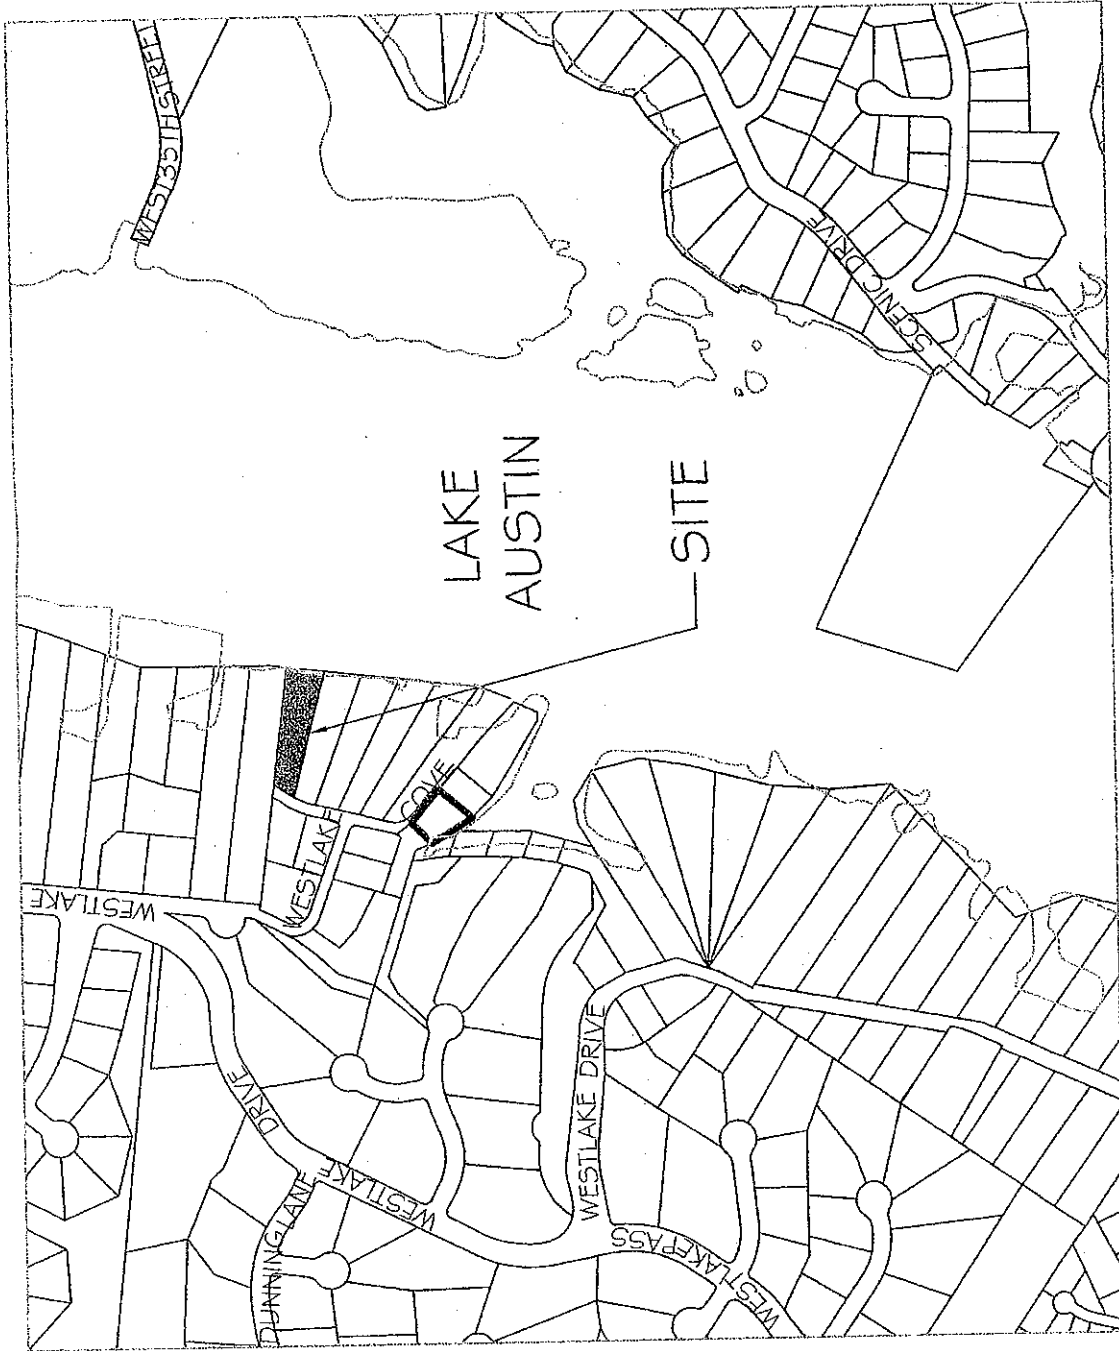 WEST 35TH STREET
SCENIC DRIVE
LAKE
AUSTIN
SITE
COVE
WESTLAKE
WESTLAKE
DRIVE
WESTLAKE
DUNNING LANE
WESTLAKE DRIVE
PASS
WESTLAKE